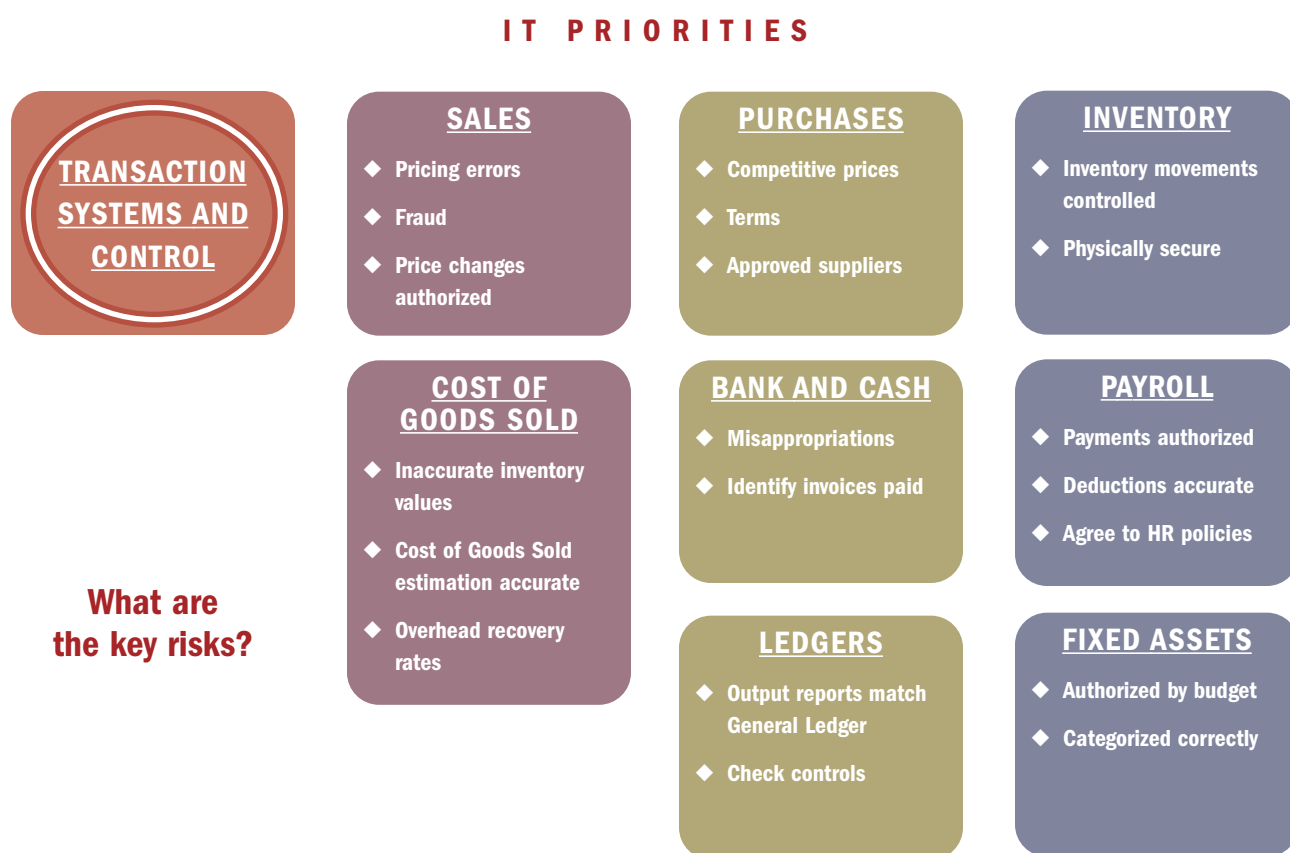 IT PRIORITIES
TRANSACTION
SYSTEMS AND
CONTROL
SALES
◆ Pricing errors
◆ Fraud
◆ Price changes
authorized
PURCHASES
◆ Competitive prices
◆ Terms
◆ Approved suppliers
INVENTORY
◆ Inventory movements
controlled
◆ Physically secure
COST OF
GOODS SOLD
◆ Inaccurate inventory
values
◆ Cost of Goods Sold
estimation accurate
◆ Overhead recovery
rates
BANK AND CASH
◆ Misappropriations
◆ Identify invoices paid
PAYROLL
◆ Payments authorized
◆ Deductions accurate
◆ Agree to HR policies
What are
the key risks?
LEDGERS
◆ Output reports match
General Ledger
◆ Check controls
FIXED ASSETS
◆ Authorized by budget
◆ Categorized correctly